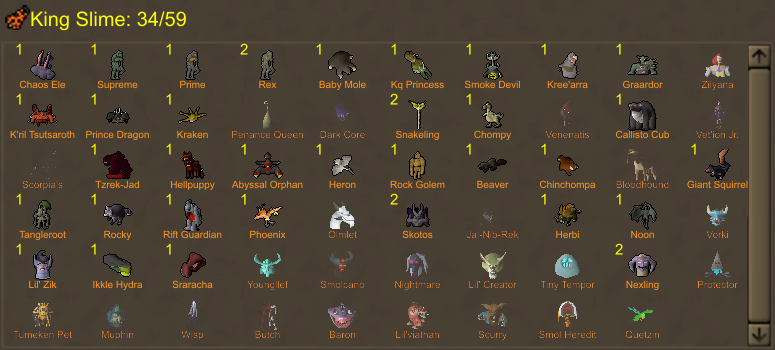 King Slime: 34/59
1 1 1 2 1 1 1 1 1
Chaos Ele Supreme Prime Rex Baby Mole Kq Princess Smoke Devil Kree'arra Graardor Zilyana
1 1 1 2 1 1
K'ril Tsutsaroth Prince Dragon Kraken Penance Queen Dark Core Snakeling Chompy Venenatis Callisto Cub Vet'ion Jr.
1 1 1 1 1 1 1 1
Scorpia's Tzrek-Jad Hellpuppy Abyssal Orphan Heron Rock Golem Beaver Chinchompa Bloodhound Giant Squirrel
1 1 1 1 2 1 1
Tangleroot Rocky Rift Guardian Phoenix Olmlet Skotos Jal-Nib-Rek Herbi Noon Vorki
1 1 1 2
Lil' Zik Ikkle Hydra Sraracha Youngllef Smolcano Nightmare Lil' Creator Tiny Tempor Nexling Protector
Tumeken Pet Muphin Wisp Butch Baron Lil'viathan Scurry Smol Heredit Quetzin